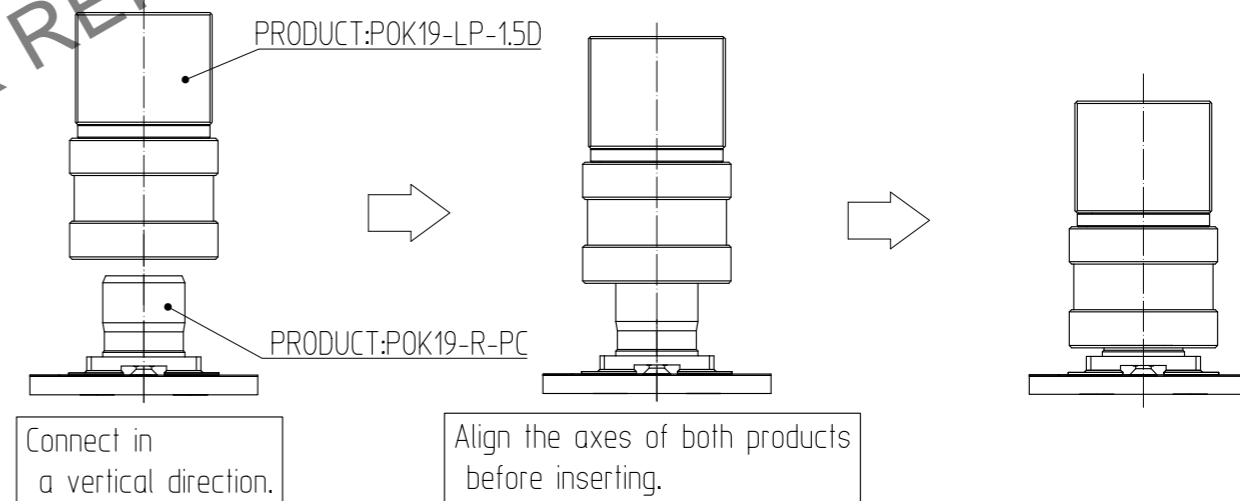 PRODUCT:POK19-LP-1.5D
PRODUCT:POK19-R-PC
Connect in
a vertical direction.
Align the axes of both products
before inserting.